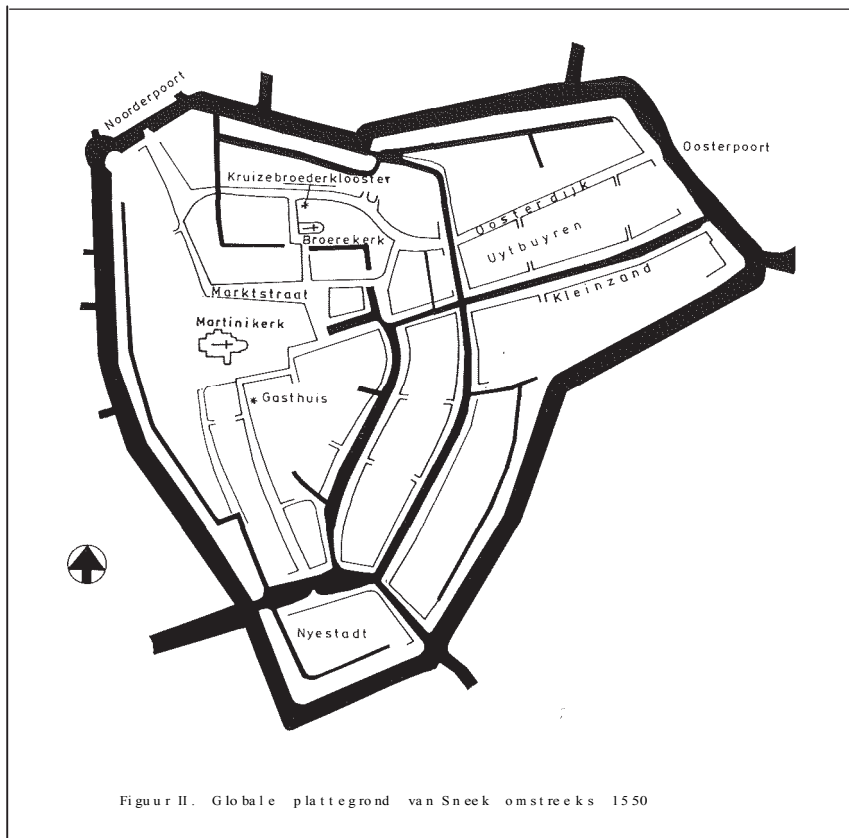 Noorderpoort
Oosterpoort
Kruizebroederklooster
Oosterdijk
Broerekerk
Uytbuyren
Kleinzand
Marktstraat
Martinikerk
Gasthuis
Nyestadt
Figuur II. Globale plattegrond van Sneek omstreeks 1550